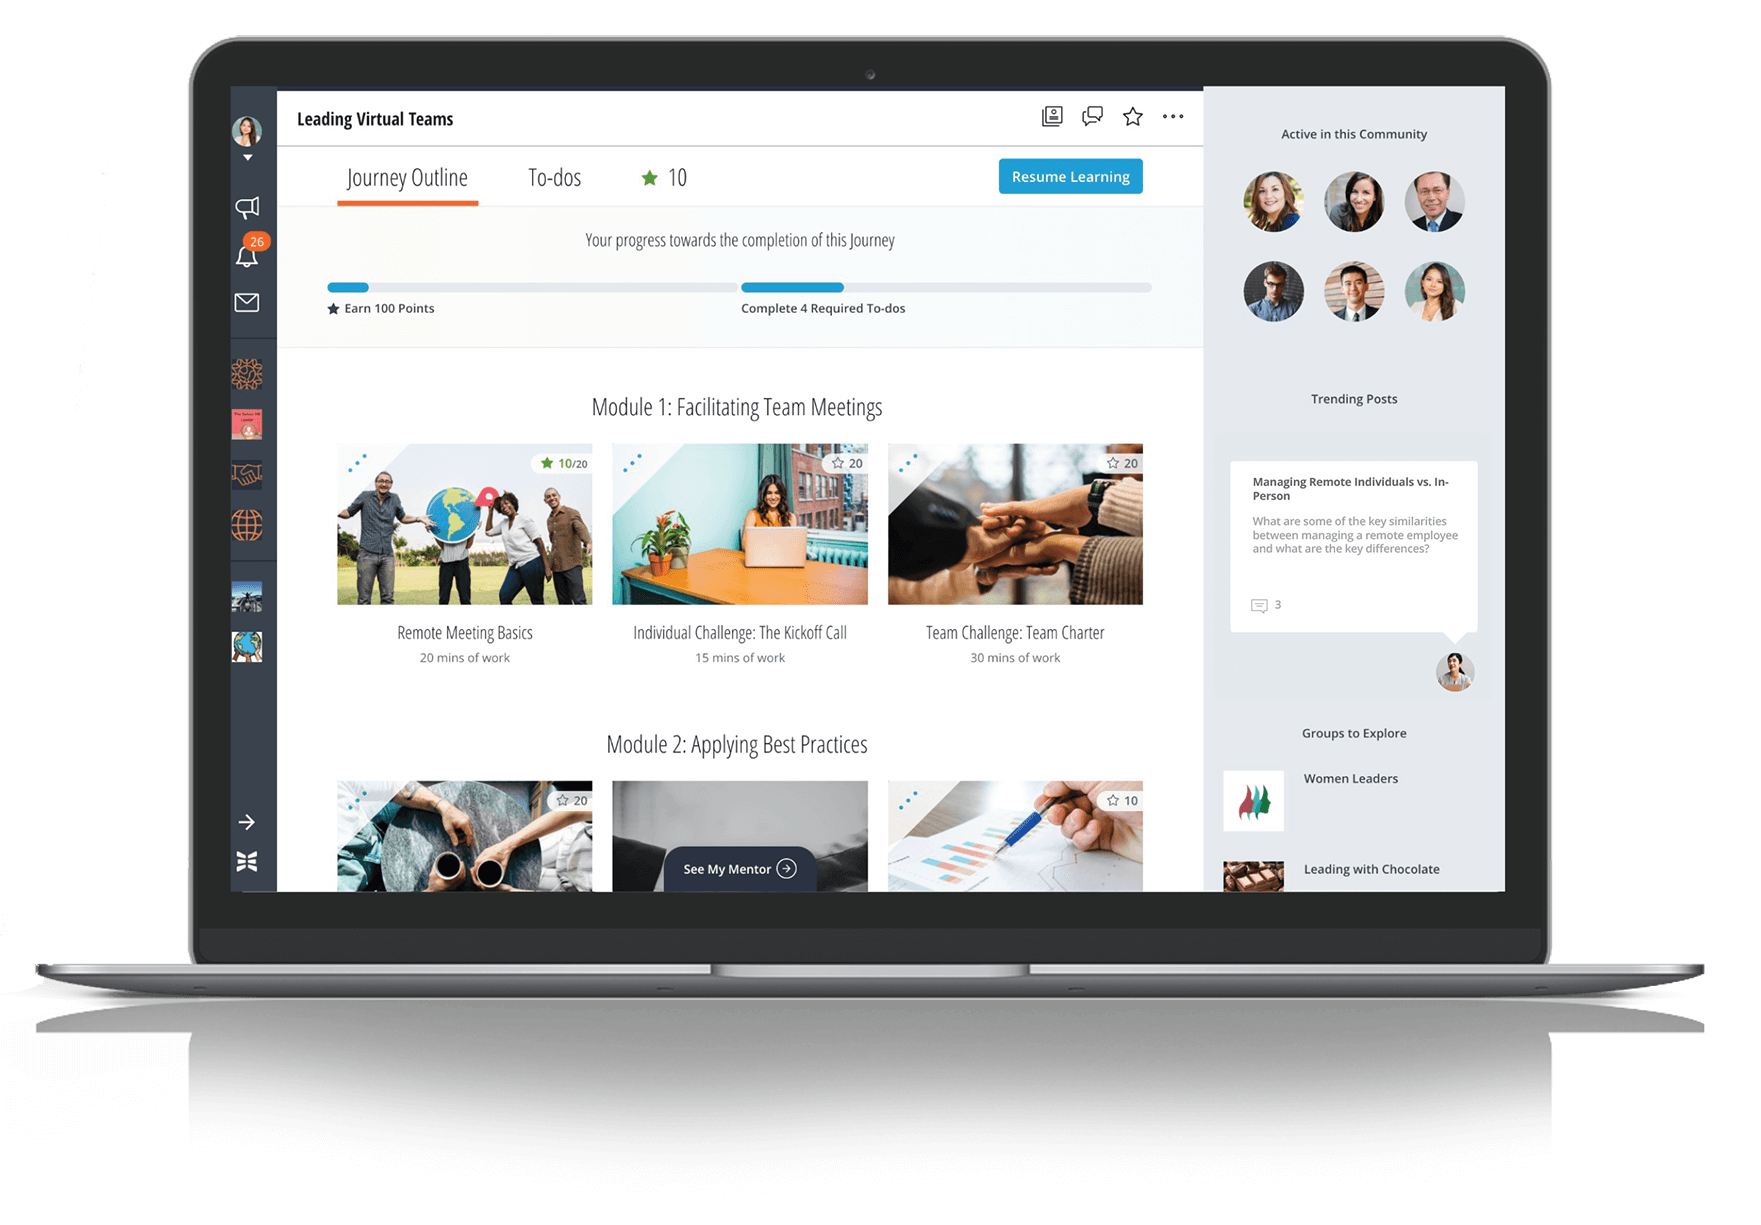 Leading Virtual Teams
Journey Outline
To-dos
10
Resume Learning
26
Your progress towards the completion of this Journey
Earn 100 Points
Complete 4 Required To-dos
Module 1: Facilitating Team Meetings
10/20
20
20
Remote Meeting Basics
20 mins of work
Individual Challenge: The Kickoff Call
15 mins of work
Team Challenge: Team Charter
30 mins of work
Module 2: Applying Best Practices
20
10
See My Mentor
Active in this Community
Trending Posts
Managing Remote Individuals vs. In-
Person
What are some of the key similarities
between managing a remote employee
and what are the key differences?
3
Groups to Explore
Women Leaders
Leading with Chocolate